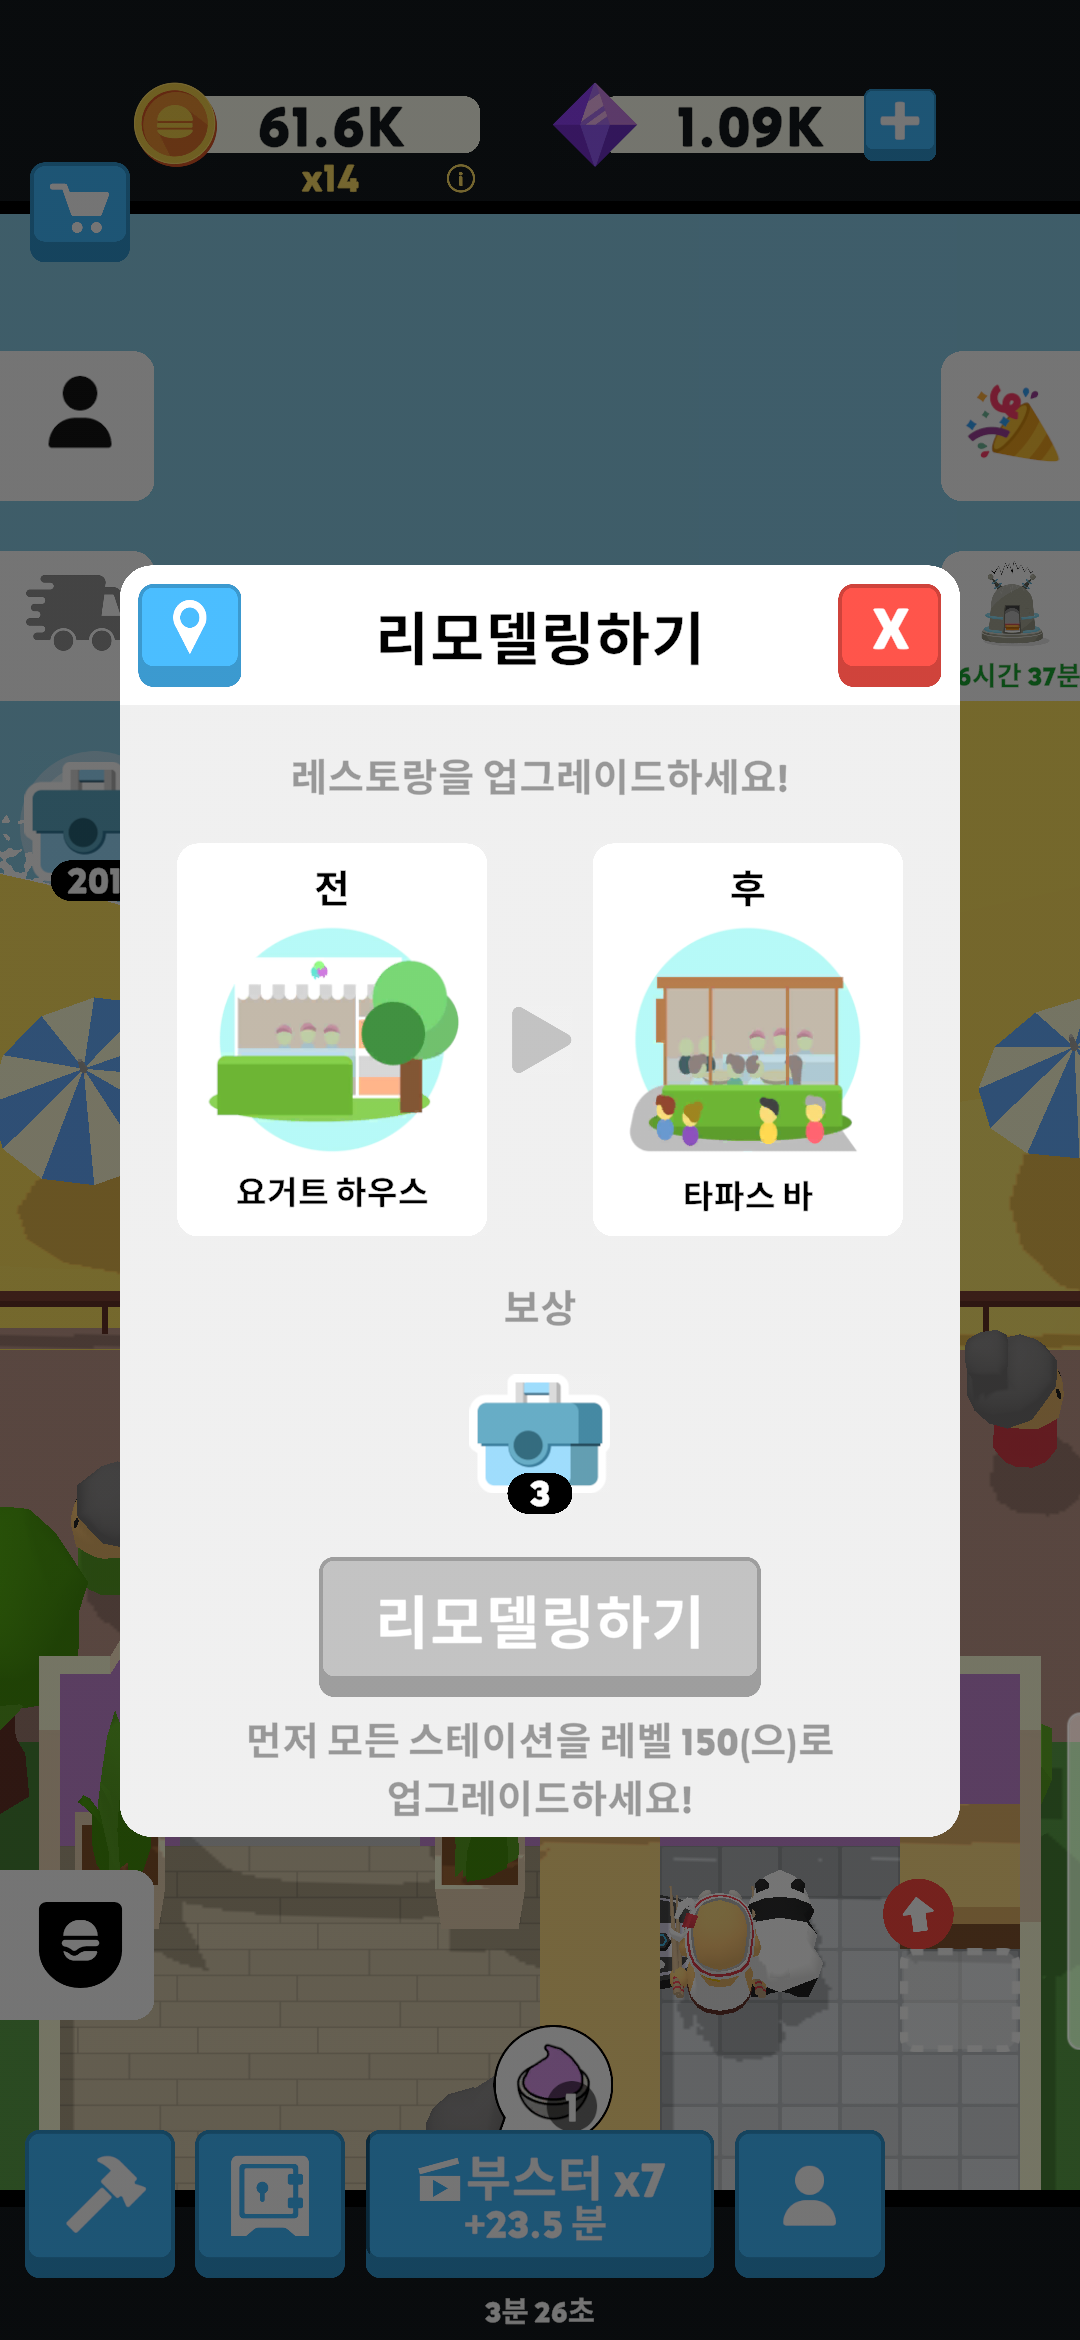 61.6K
1.09K
x14
6시간 37분
리모델링하기
X
레스토랑을 업그레이드하세요!
201
전
후
요거트 하우스
타파스 바
보상
3
리모델링하기
먼저 모든 스테이션을 레벨 150(으)로
업그레이드하세요!
1
부스터 x7
+23.5 분
3분 26초